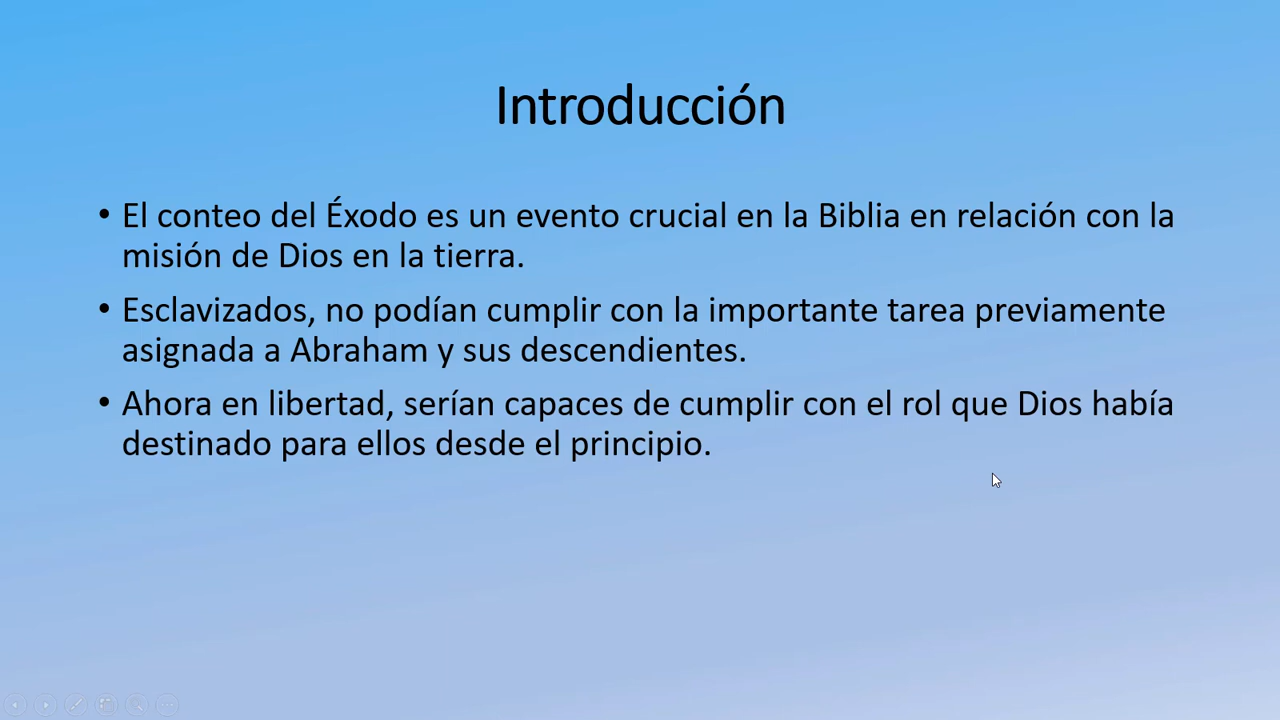 Introducción
• El conteo del Éxodo es un evento crucial en la Biblia en relación con la
misión de Dios en la tierra.
• Esclavizados, no podían cumplir con la importante tarea previamente
asignada a Abraham y sus descendientes.
• Ahora en libertad, serían capaces de cumplir con el rol que Dios había
destinado para ellos desde el principio.